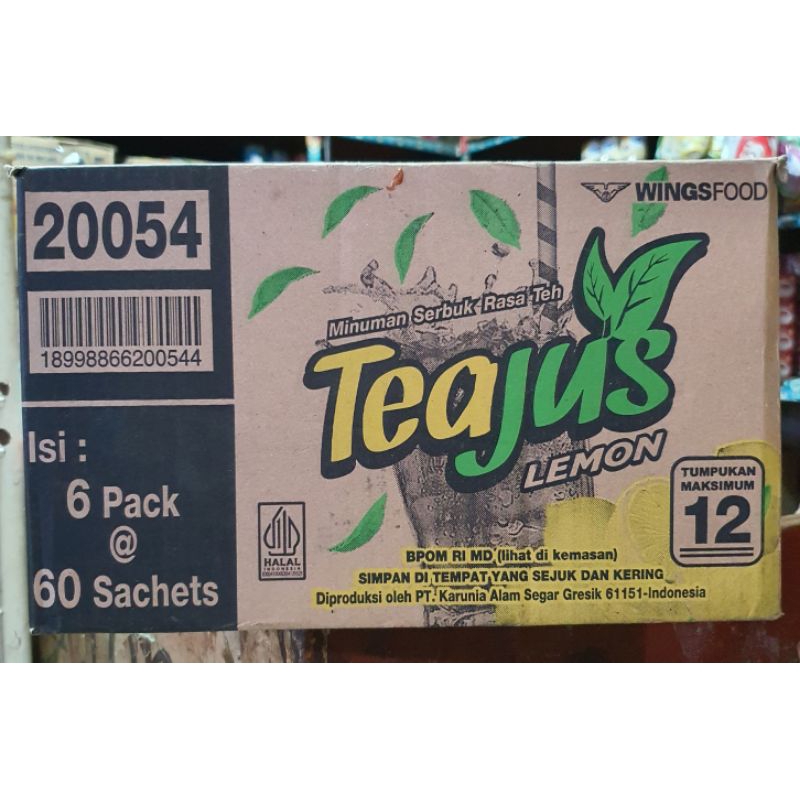 20054
18998866200544
Isi :
6 Pack
@
60 Sachets
WINGSFOOD
Minuman Serbuk Rasa Teh
Teajus
LEMON
TUMPUKAN
MAKSIMUM
12
HALAL
INDONESIA
BPOM RI MD (lihat di kemasan)
SIMPAN DI TEMPAT YANG SEJUK DAN KERING
Diproduksi oleh PT. Karunia Alam Segar Gresik 61151-Indonesia